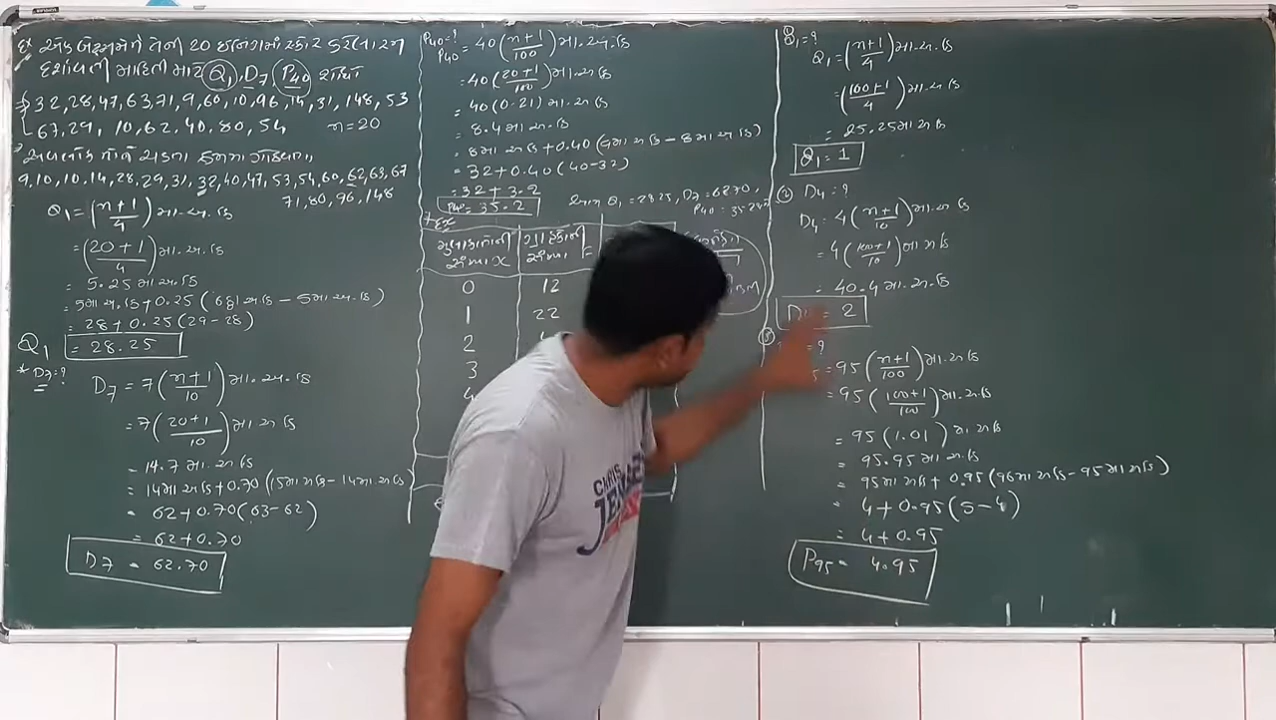 Ex એક બેટ્સમેને તેની 20 ઇનિંગમાં સ્કોર કરેલા રન
દર્શાવતી માહિતી માટે Q₁, D₇, P₄₀ શોધો
32, 28, 47, 63, 71, 9, 60, 10, 96, 14, 31, 148, 53
67, 29, 10, 62, 40, 80, 54 n=20
અવલોકનોને ચડતા ક્રમમાં ગોઠવતા
9, 10, 10, 14, 28, 29, 31, 32, 40, 47, 53, 54, 60, 62, 63, 67
71, 80, 96, 148
Q₁ = (n+1/4) મા.અ.કિ
= (20+1/4) મા.અ.કિ
= 5.25 મા.અ.કિ
= 5મા અ.કિ + 0.25 (6ઠ્ઠા અ.કિ – 5મા અ.કિ)
= 28 + 0.25 (29-28)
Q₁ = 28.25
* D₇ = ?
D₇ = 7 (n+1/10) મા.અ.કિ
= 7 (20+1/10) મા.અ.કિ
= 14.7 મા.અ.કિ
= 14મા અ.કિ + 0.70 (15મા અ.કિ – 14મા અ.કિ)
= 62 + 0.70 (63-62)
= 62 + 0.70
D₇ = 62.70
P₄₀ = ?
P₄₀ = 40 (n+1/100) મા.અ.કિ
= 40 (20+1/100) મા.અ.કિ
= 40 (0.21) મા.અ.કિ
= 8.4 મા અ.કિ
= 8મા અ.કિ + 0.40 (9મા અ.કિ – 8મા અ.કિ)
= 32 + 0.40 (40-32)
= 32 + 3.2
P₄₀ = 35.2
Q₁ = 28.25, D₇ = 62.70,
Ex
સંખ્યા x
સંખ્યા F
0 12
1 22
2
3
4
Q₁ = ?
Q₁ = (n+1/4) મા.અ.કિ
= (100+1/4) મા.અ.કિ
= 25.25 મા અ.કિ
Q₁ = 1
② D₄ = ?
D₄ = 4 (n+1/10) મા.અ.કિ
= 4 (100+1/10) મા અ.કિ
= 40.4 મા.અ.કિ
= 2
③ = ?
= 95 (n+1/100) મા.અ.કિ
= 95 (100+1/100) મા.અ.કિ
= 95 (1.01) મા.અ.કિ
= 95.95 મા.અ.કિ
= 95મા અ.કિ + 0.95 (96મા અ.કિ – 95મા અ.કિ)
= 4 + 0.95 (5-4)
= 4 + 0.95
P₉₅ = 4.95